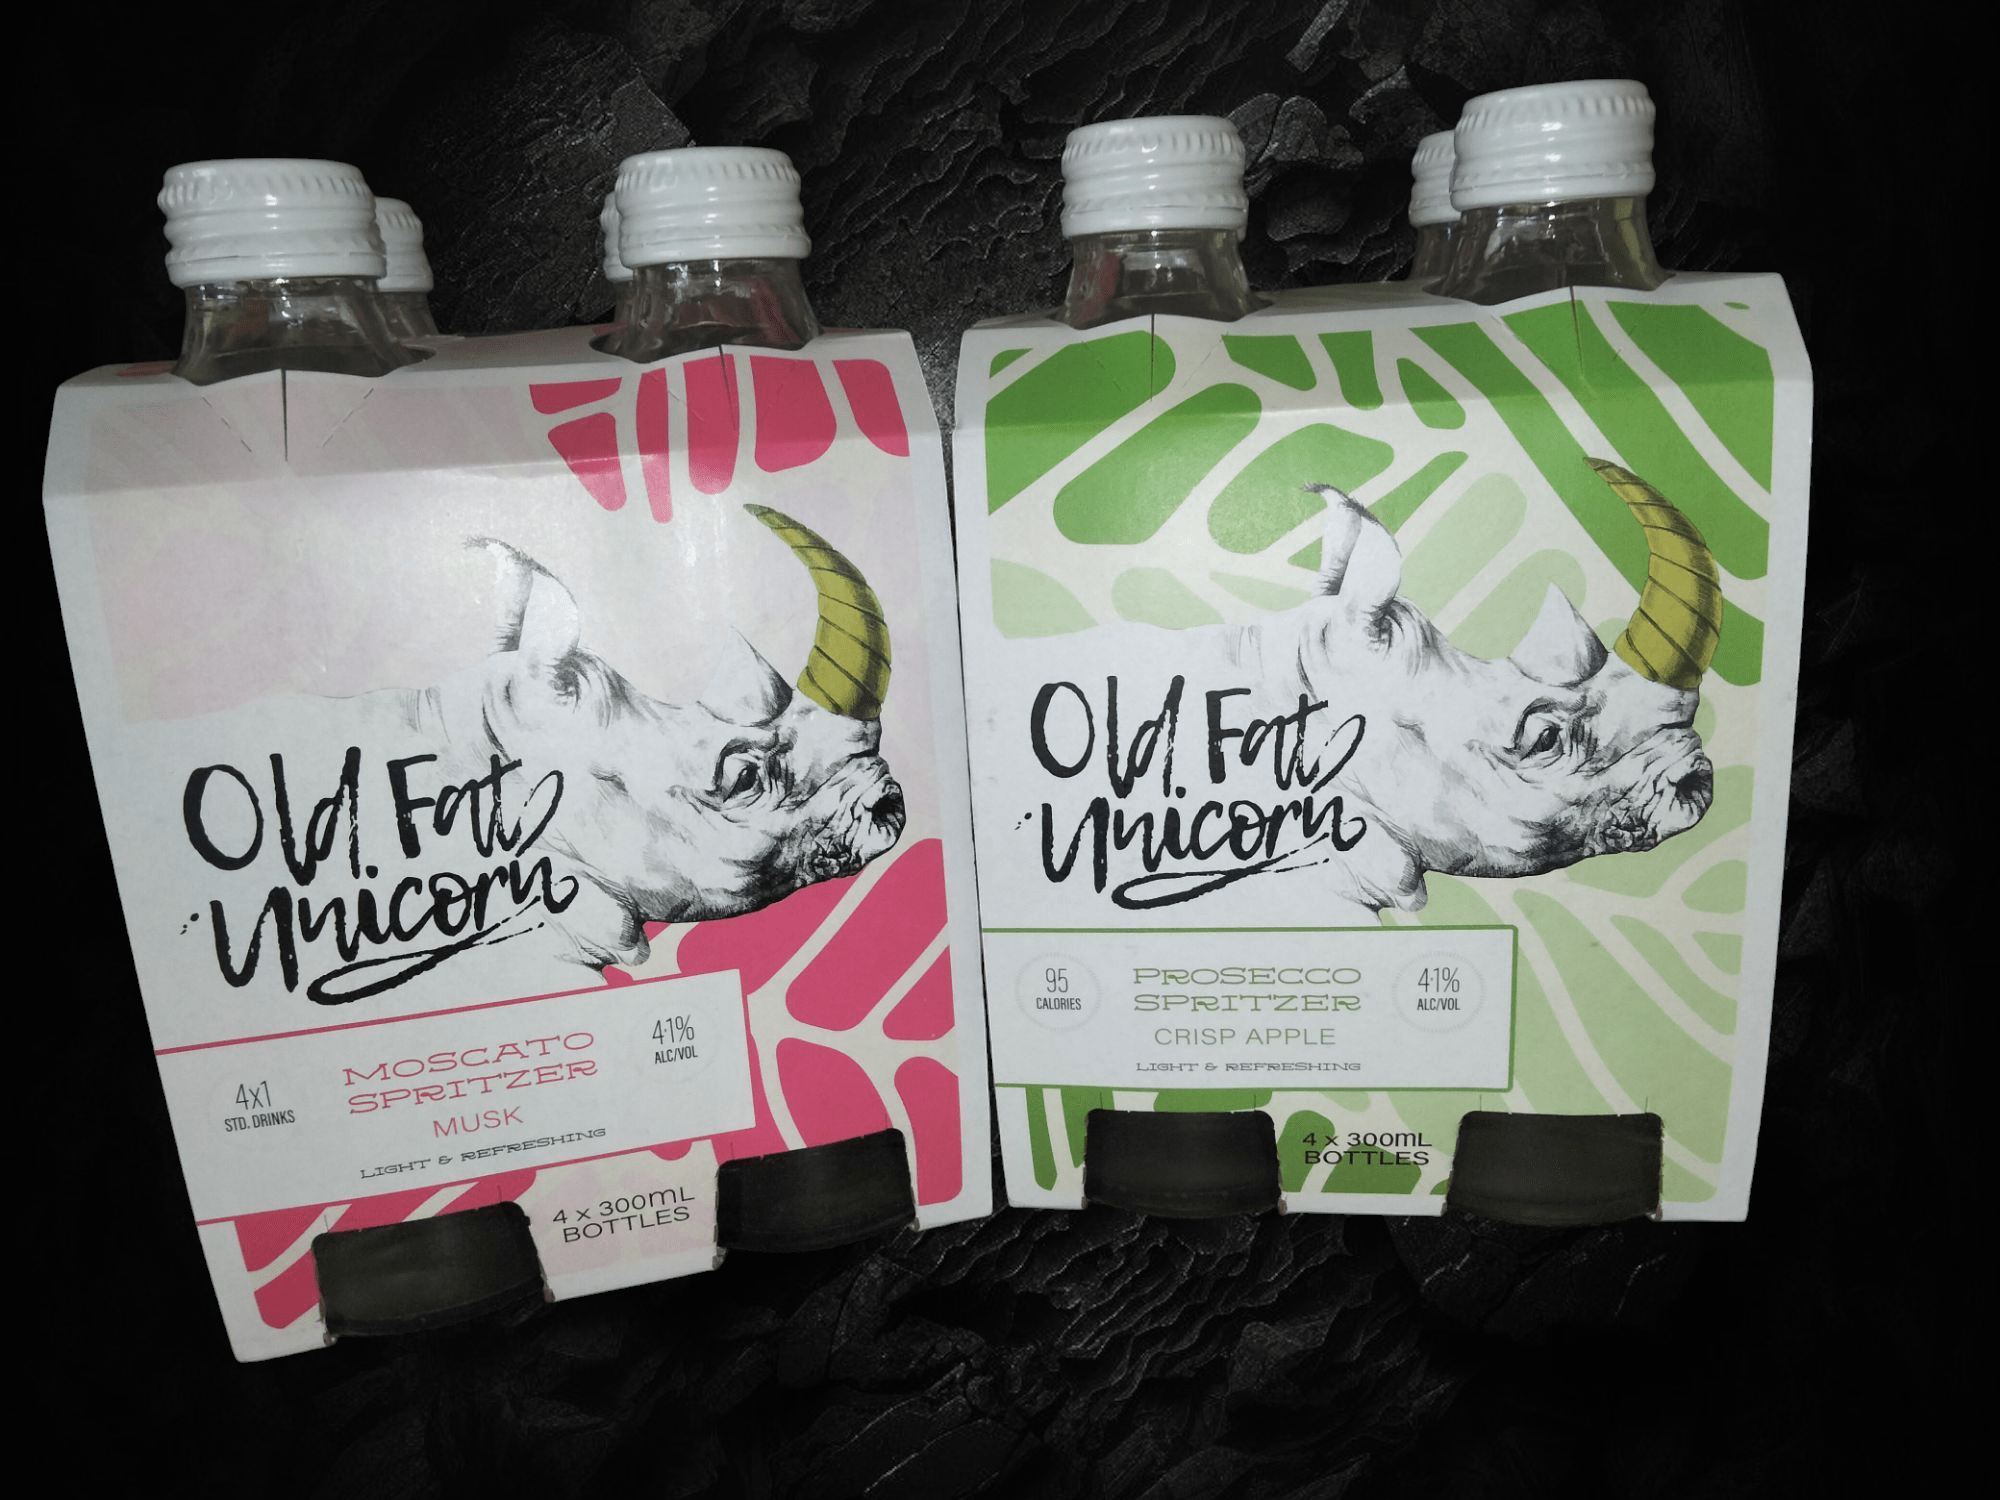 Old Fat
Unicorn
4x1
STD. DRINKS
MOSCATO
SPRITZER
MUSK
LIGHT & REFRESHING
4·1%
ALC/VOL
4 x 300mL
BOTTLES
Old Fat
Unicorn
95
CALORIES
PROSECCO
SPRITZER
CRISP APPLE
LIGHT & REFRESHING
4·1%
ALC/VOL
4 x 300mL
BOTTLES